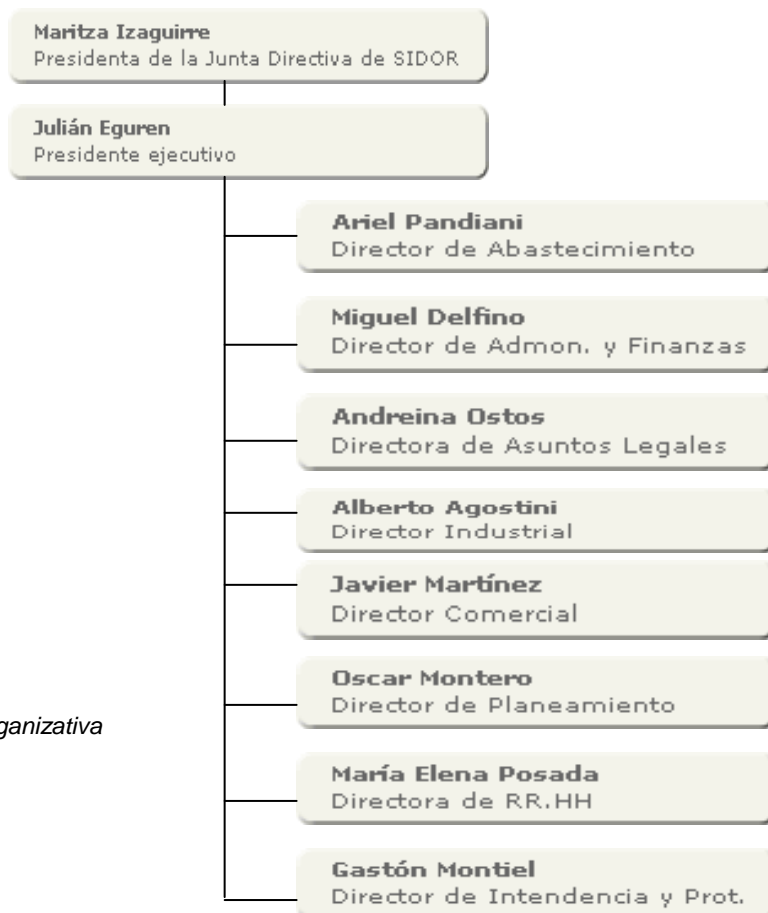 Maritza Izaguirre
Presidenta de la Junta Directiva de SIDOR
Julián Eguren
Presidente ejecutivo
Ariel Pandiani
Director de Abastecimiento
Miguel Delfino
Director de Admon. y Finanzas
Andreina Ostos
Directora de Asuntos Legales
Alberto Agostini
Director Industrial
Javier Martínez
Director Comercial
Oscar Montero
Director de Planeamiento
ganizativa
María Elena Posada
Directora de RR.HH
Gastón Montiel
Director de Intendencia y Prot.